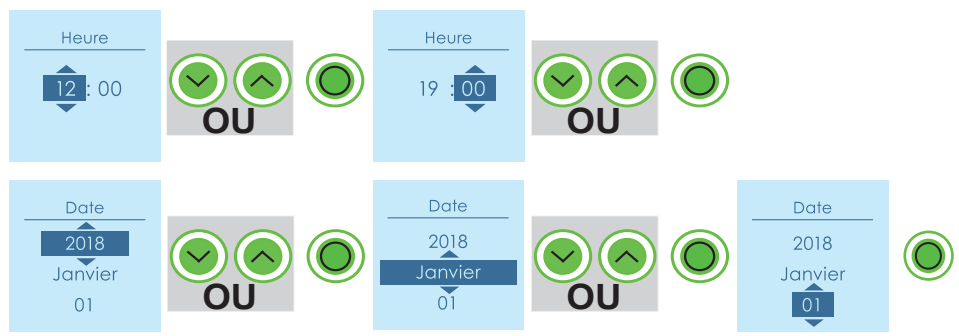 Heure
12 : 00
OU
Heure
19 : 00
OU
Date
2018
Janvier
01
OU
Date
2018
Janvier
01
OU
Date
2018
Janvier
01